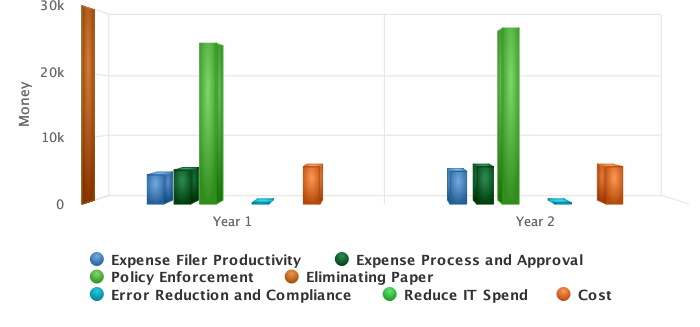 30k
20k
10k
0
Money
Year 1
Year 2
Expense Filer Productivity
Expense Process and Approval
Policy Enforcement
Eliminating Paper
Error Reduction and Compliance
Reduce IT Spend
Cost